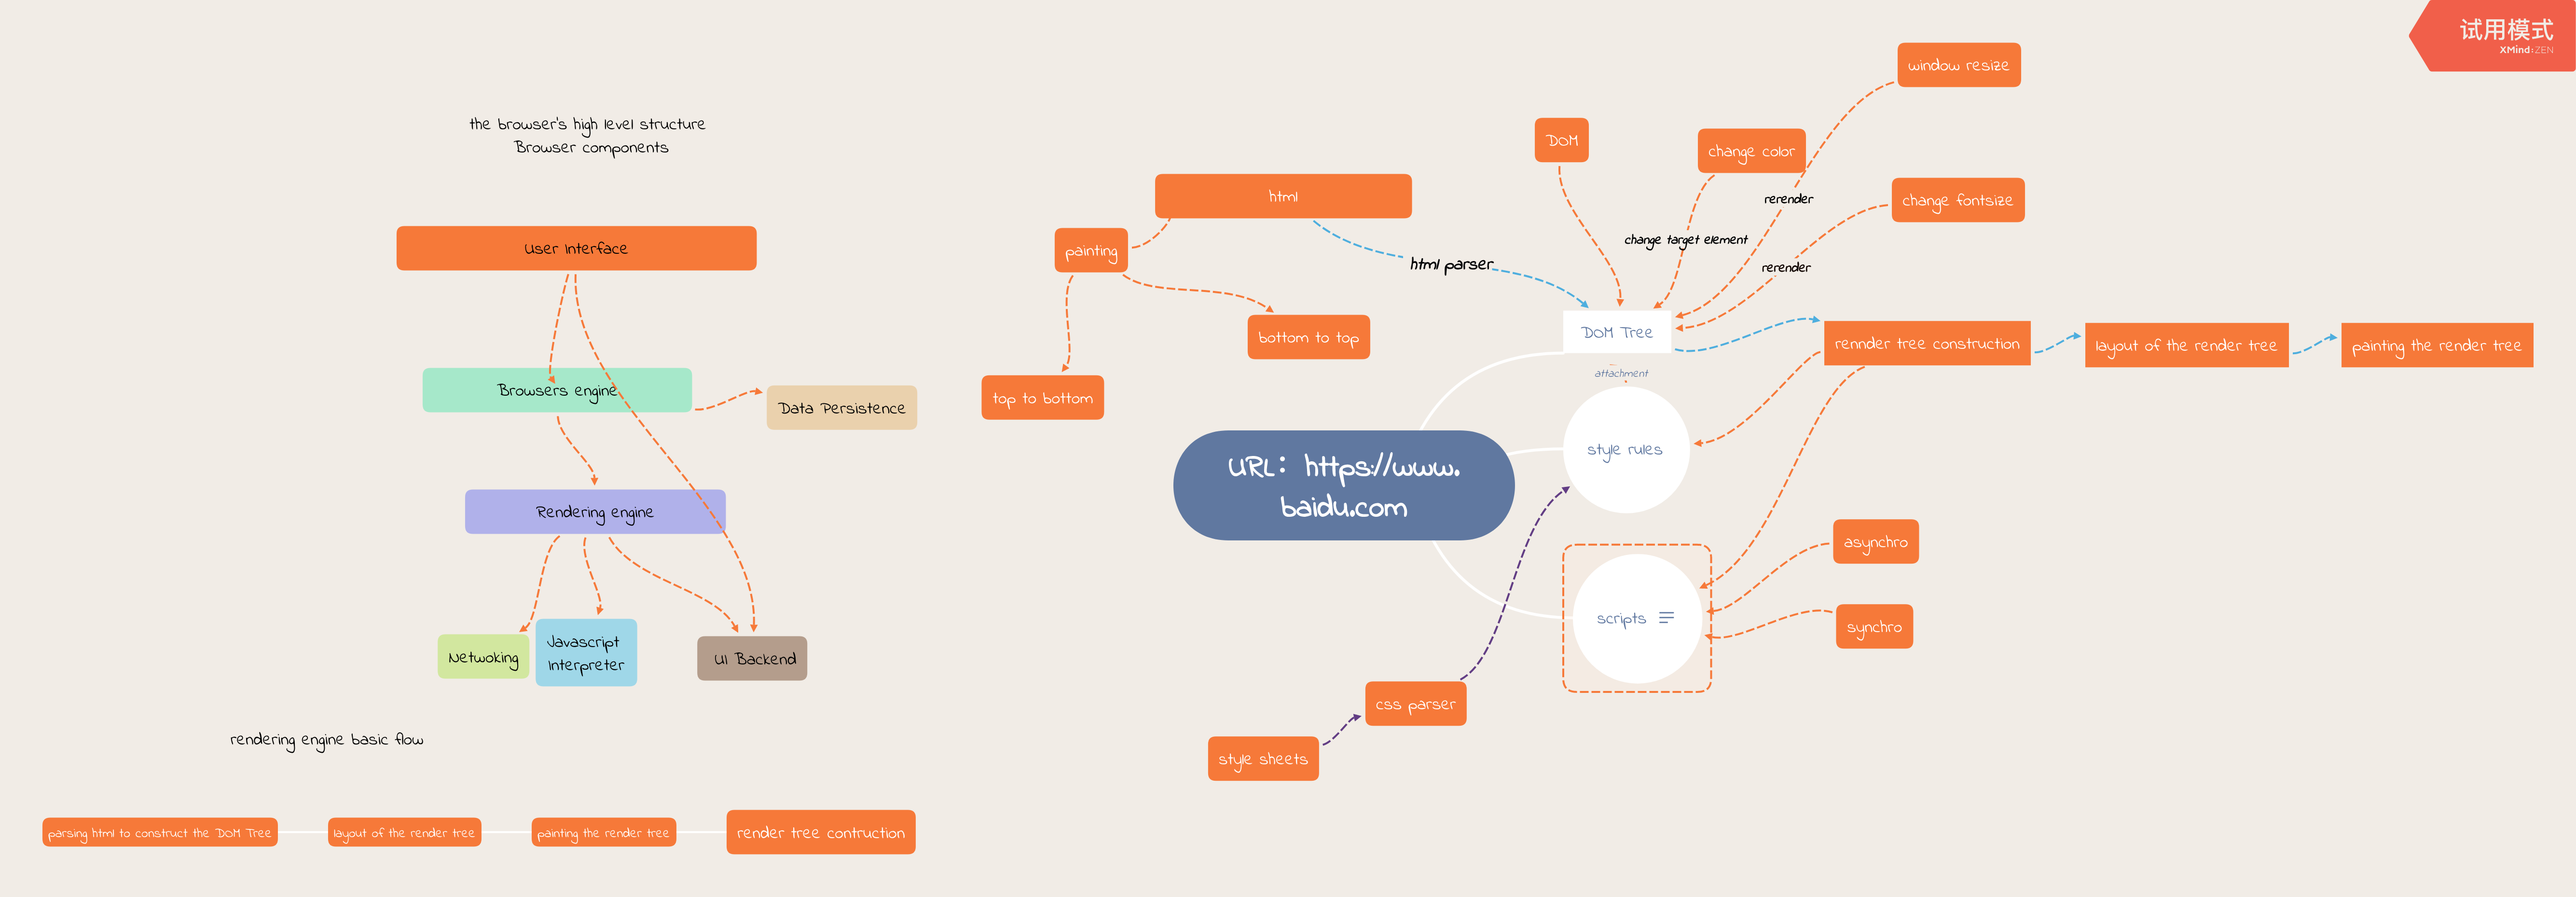 试用模式
XMind:ZEN
the browser's high level structure
Browser components
User Interface
Browsers engine
Data Persistence
Rendering engine
Netwoking
Javascript
Interpreter
UI Backend
rendering engine basic flow
parsing html to construct the DOM Tree
layout of the render tree
painting the render tree
render tree contruction
window resize
DOM
change color
html
rerender
change fontsize
painting
change target element
html parser
rerender
bottom to top
DOM Tree
rennder tree construction
layout of the render tree
painting the render tree
attachment
top to bottom
URL：https://www.
baidu.com
style rules
asynchro
scripts
synchro
css parser
style sheets